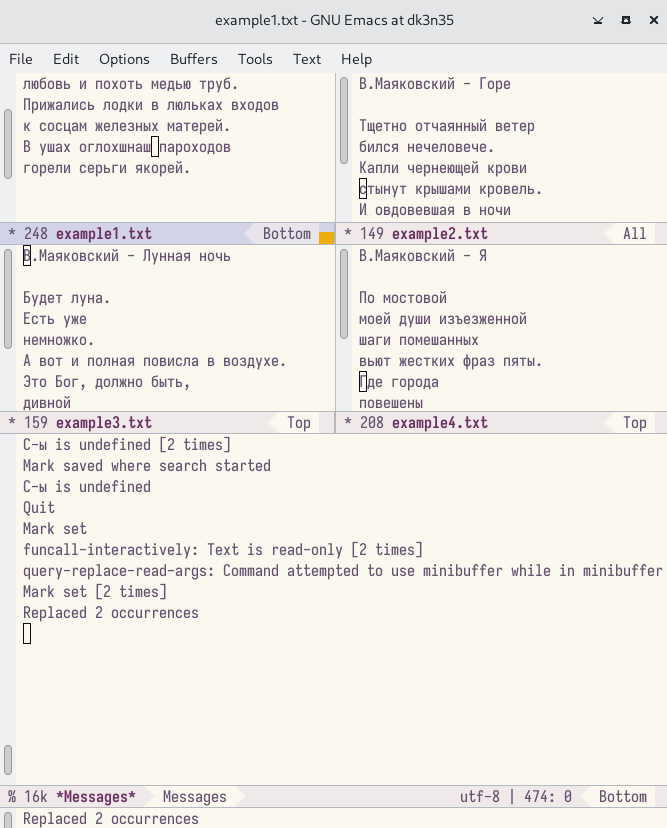 example1.txt - GNU Emacs at dk3n35
File Edit Options Buffers Tools Text Help
любовь и похоть медью труб.
Прижались лодки в люльках входов
к сосцам железных матерей.
В ушах оглохшнаш пароходов
горели серьги якорей.
* 248 example1.txt Bottom
В.Маяковский – Горе
Тщетно отчаянный ветер
бился нечеловече.
Капли чернеющей крови
стынут крышами кровель.
И овдовевшая в ночи
* 149 example2.txt All
В.Маяковский – Лунная ночь
Будет луна.
Есть уже
немножко.
А вот и полная повисла в воздухе.
Это Бог, должно быть,
дивной
* 159 example3.txt Top
В.Маяковский – Я
По мостовой
моей души изъезженной
шаги помешанных
вьют жестких фраз пяты.
Где города
повешены
* 208 example4.txt Top
C-ы is undefined [2 times]
Mark saved where search started
C-ы is undefined
Quit
Mark set
funcall-interactively: Text is read-only [2 times]
query-replace-read-args: Command attempted to use minibuffer while in minibuffer
Mark set [2 times]
Replaced 2 occurrences
% 16k *Messages* Messages utf-8 | 474: 0 Bottom
Replaced 2 occurrences